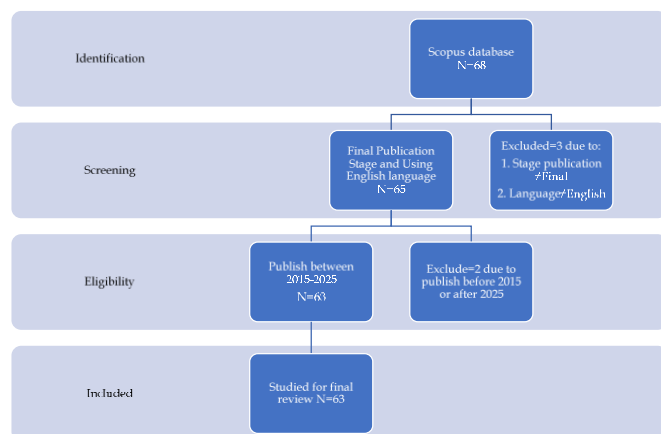 Identification
Scopus database
N=68
Screening
Final Publication
Stage and Using
English language
N=65
Excluded=3 due to:
1. Stage publication
≠Final
2. Language≠English
Eligibility
Publish between
2015-2025
N=63
Exclude=2 due to
publish before 2015
or after 2025
Included
Studied for final
review N=63